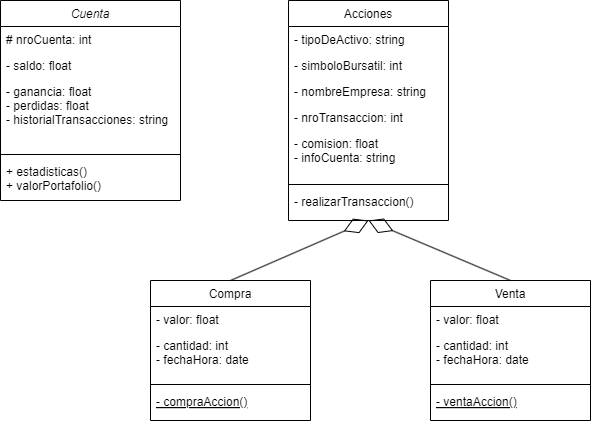 Cuenta
# nroCuenta: int
- saldo: float
- ganancia: float
- perdidas: float
- historialTransacciones: string
+ estadisticas()
+ valorPortafolio()
Acciones
- tipoDeActivo: string
- simboloBursatil: int
- nombreEmpresa: string
- nroTransaccion: int
- comision: float
- infoCuenta: string
- realizarTransaccion()
Compra
- valor: float
- cantidad: int
- fechaHora: date
- compraAccion()
Venta
- valor: float
- cantidad: int
- fechaHora: date
- ventaAccion()